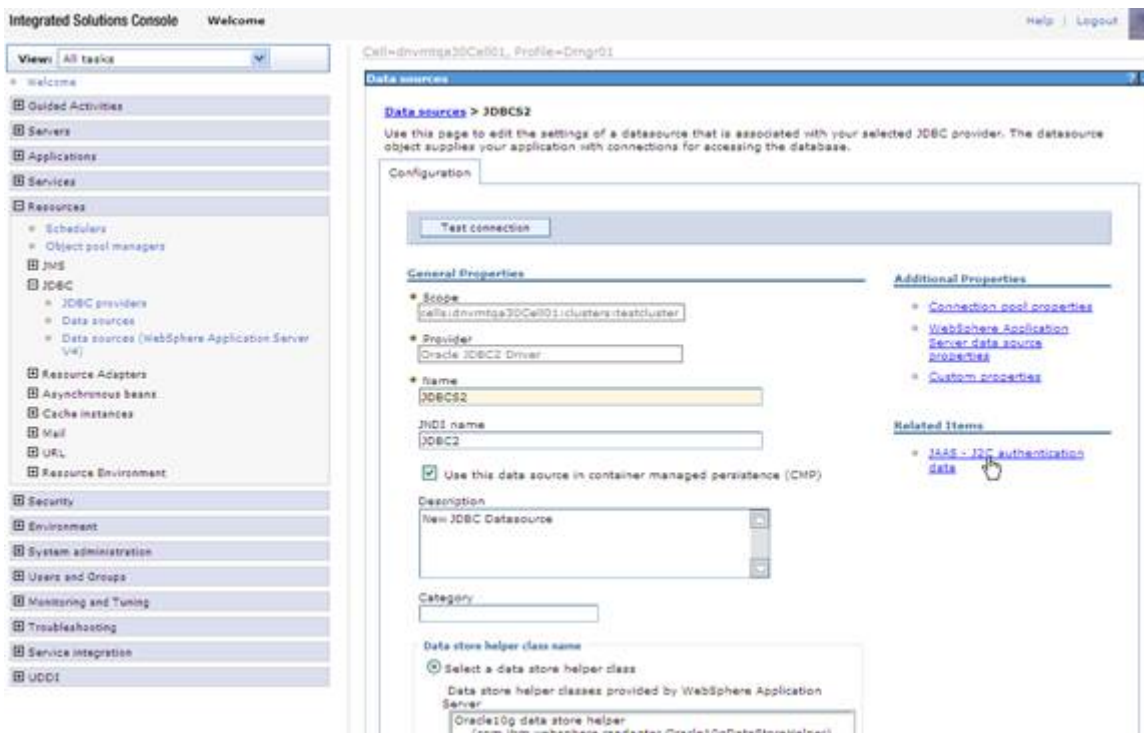 Integrated Solutions Console Welcome
Help | Logout
View: All tasks
Welcome
Guided Activities
Servers
Applications
Services
Resources
Schedulers
Object pool managers
JMS
JDBC
JDBC providers
Data sources
Data sources (WebSphere Application Server
V4)
Resource Adapters
Asynchronous beans
Cache instances
Mail
URL
Resource Environment
Security
Environment
System administration
Users and Groups
Monitoring and Tuning
Troubleshooting
Service integration
UDDI
Cell=dnvmtqa30Cell01, Profile=Dmgr01
Data sources
?
Data sources > JDBCS2
Use this page to edit the settings of a datasource that is associated with your selected JDBC provider. The datasource
object supplies your application with connections for accessing the database.
Configuration
Test connection
General Properties
* Scope
cells:dnvmtqa30Cell01:clusters:testcluster
* Provider
Oracle JDBC2 Driver
* Name
JDBCS2
JNDI name
JDBC2
Use this data source in container managed persistence (CMP)
Description
New JDBC Datasource
Category
Data store helper class name
Select a data store helper class
Data store helper classes provided by WebSphere Application
Server
Oracle10g data store helper
(com.ibm.websphere.rsadapter.Oracle10gDataStoreHelper)
Additional Properties
Connection pool properties
WebSphere Application
Server data source
properties
Custom properties
Related Items
JAAS - J2C authentication
data